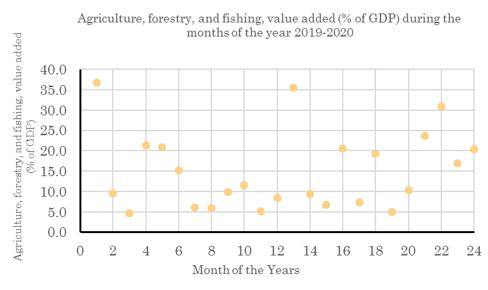 Agriculture, forestry, and fishing, value added (% of GDP) during the
months of the year 2019-2020
Agriculture, forestry, and fishing, value added
(% of GDP)
40.0
35.0
30.0
25.0
20.0
15.0
10.0
5.0
0.0
0 2 4 6 8 10 12 14 16 18 20 22 24
Month of the Years